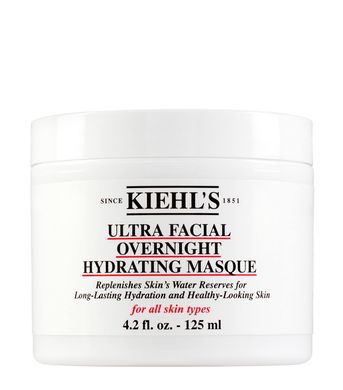 SINCE KIEHL'S 1851
ULTRA FACIAL
OVERNIGHT
HYDRATING MASQUE
Replenishes Skin's Water Reserves for
Long-Lasting Hydration and Healthy-Looking Skin
for all skin types
4.2 fl. oz. - 125 ml